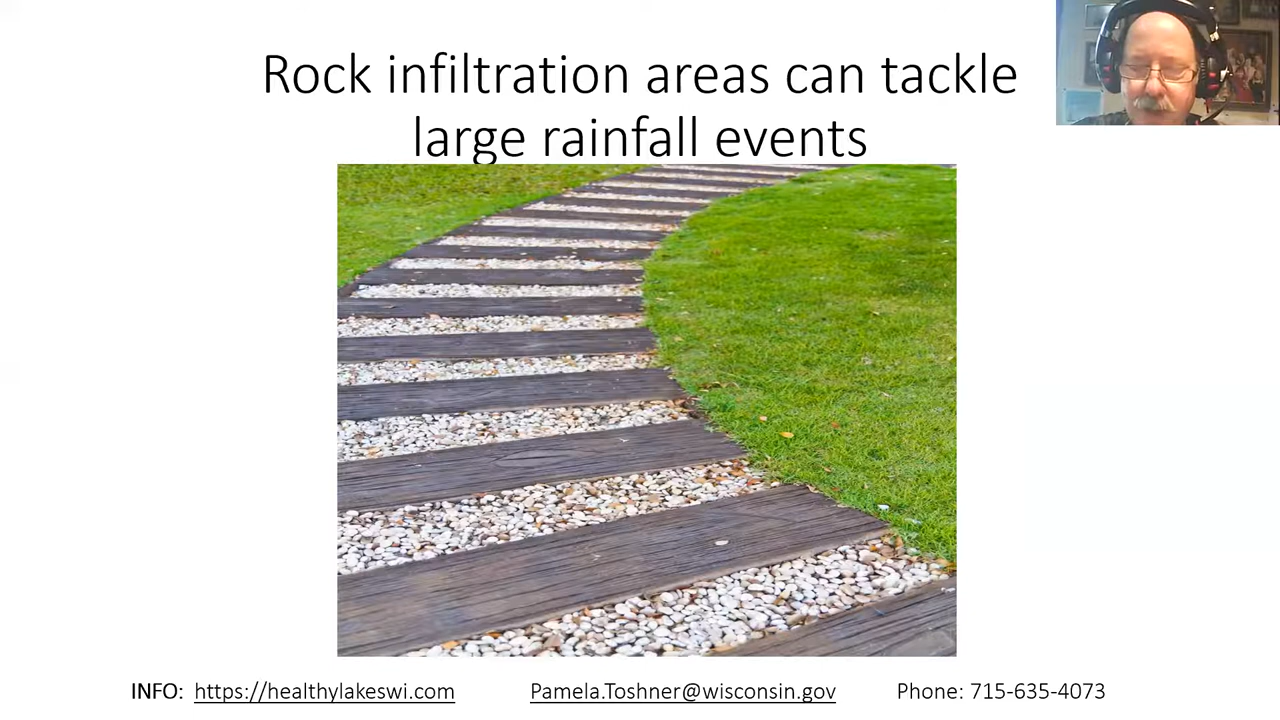 Rock infiltration areas can tackle
large rainfall events
INFO: https://healthylakeswi.com Pamela.Toshner@wisconsin.gov Phone: 715-635-4073